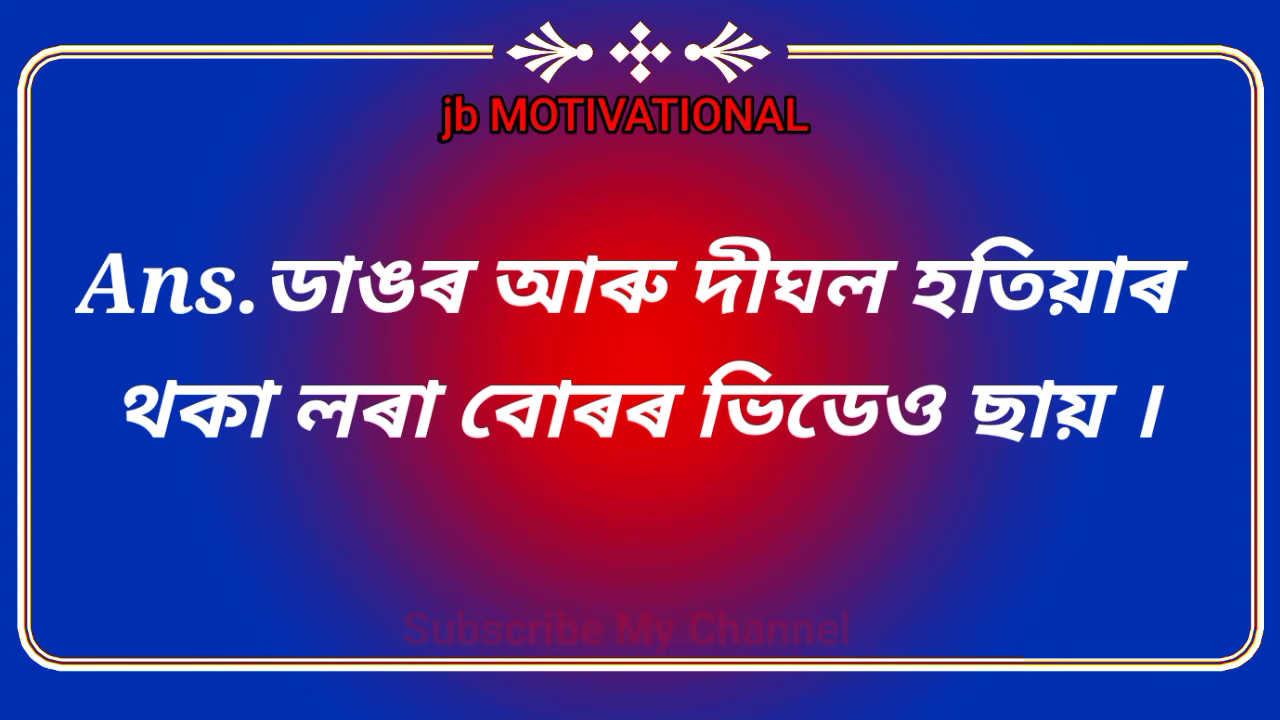 jb MOTIVATIONAL
Ans.ডাঙৰ আৰু দীঘল হতিয়াৰ
থকা লৰা বোৰৰ ভিডেও ছায় ।
Subscribe My Channel